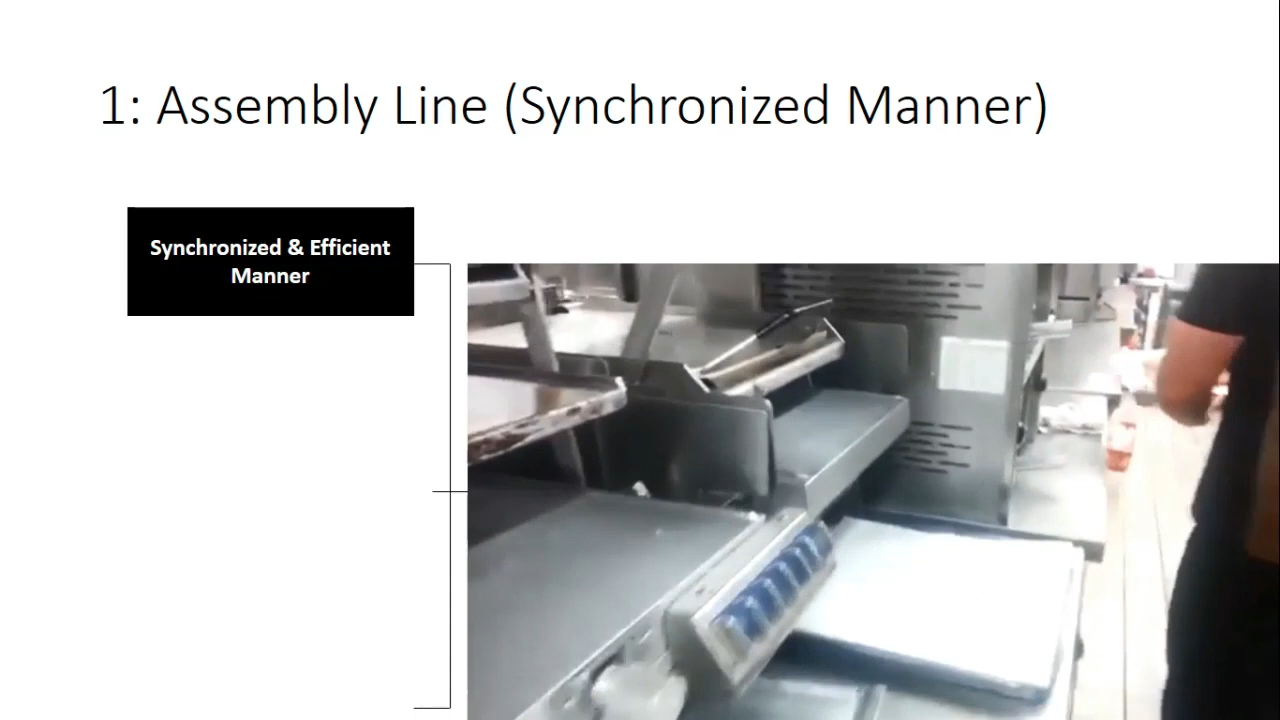 1: Assembly Line (Synchronized Manner)
Synchronized & Efficient
Manner